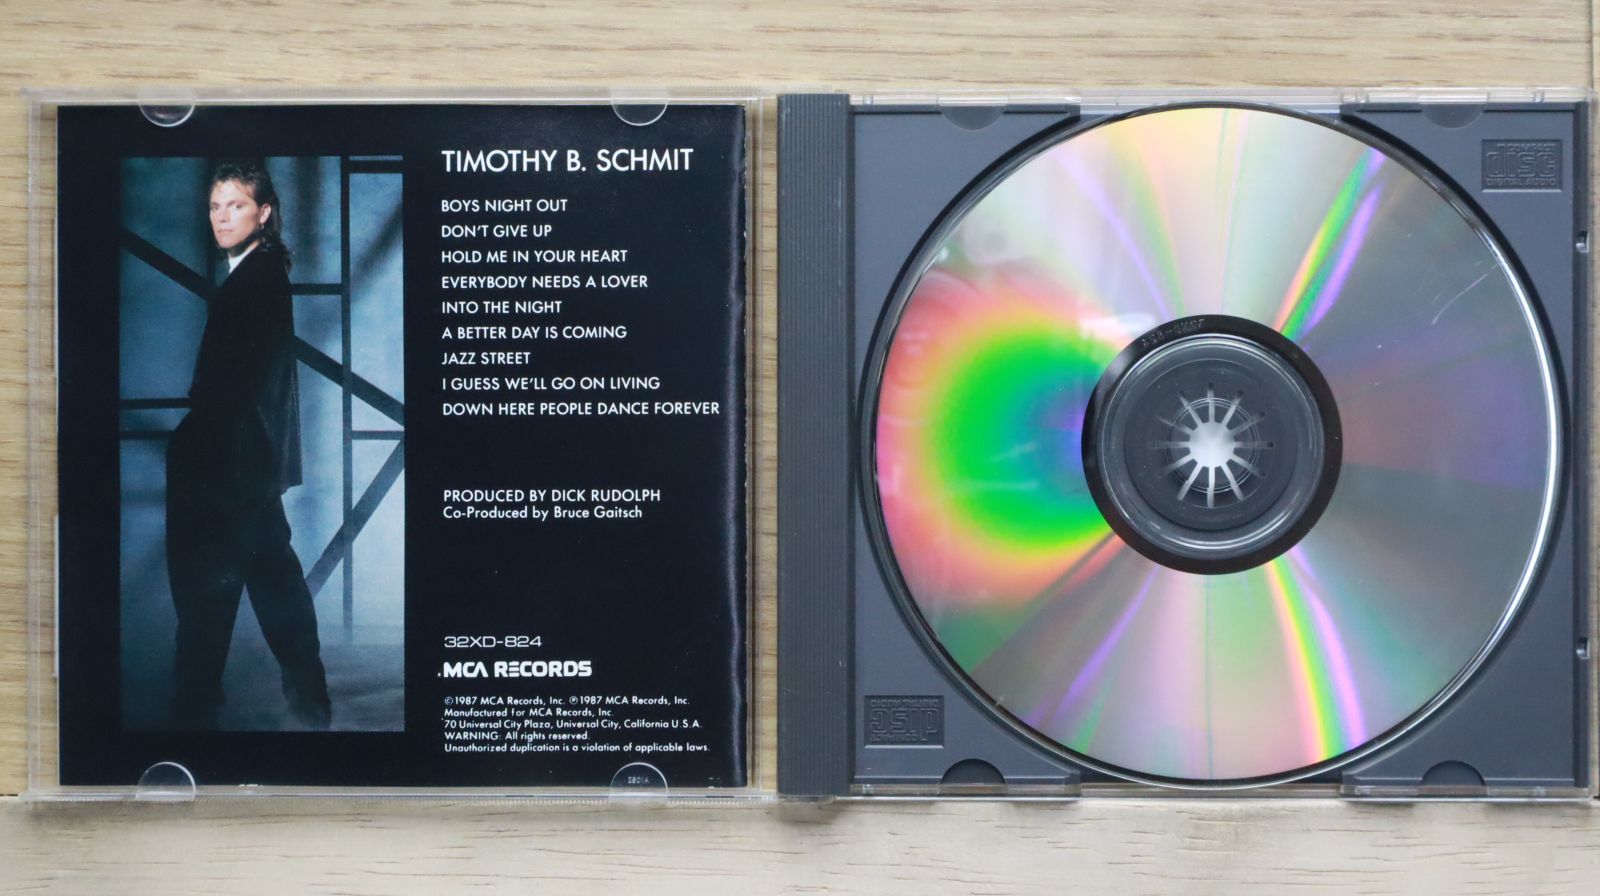 TIMOTHY B. SCHMIT
BOYS NIGHT OUT
DON'T GIVE UP
HOLD ME IN YOUR HEART
EVERYBODY NEEDS A LOVER
INTO THE NIGHT
A BETTER DAY IS COMING
JAZZ STREET
I GUESS WE'LL GO ON LIVING
DOWN HERE PEOPLE DANCE FOREVER
PRODUCED BY DICK RUDOLPH
Co-Produced by Bruce Gaitsch
32XD-824
MCA RECORDS
©1987 MCA Records, Inc. ℗1987 MCA Records, Inc.
Manufactured for MCA Records, Inc.
70 Universal City Plaza, Universal City, California U.S.A.
WARNING: All rights reserved.
Unauthorized duplication is a violation of applicable laws.
COMPACT
disc
DIGITAL AUDIO
COMPACT
disc
DIGITAL AUDIO